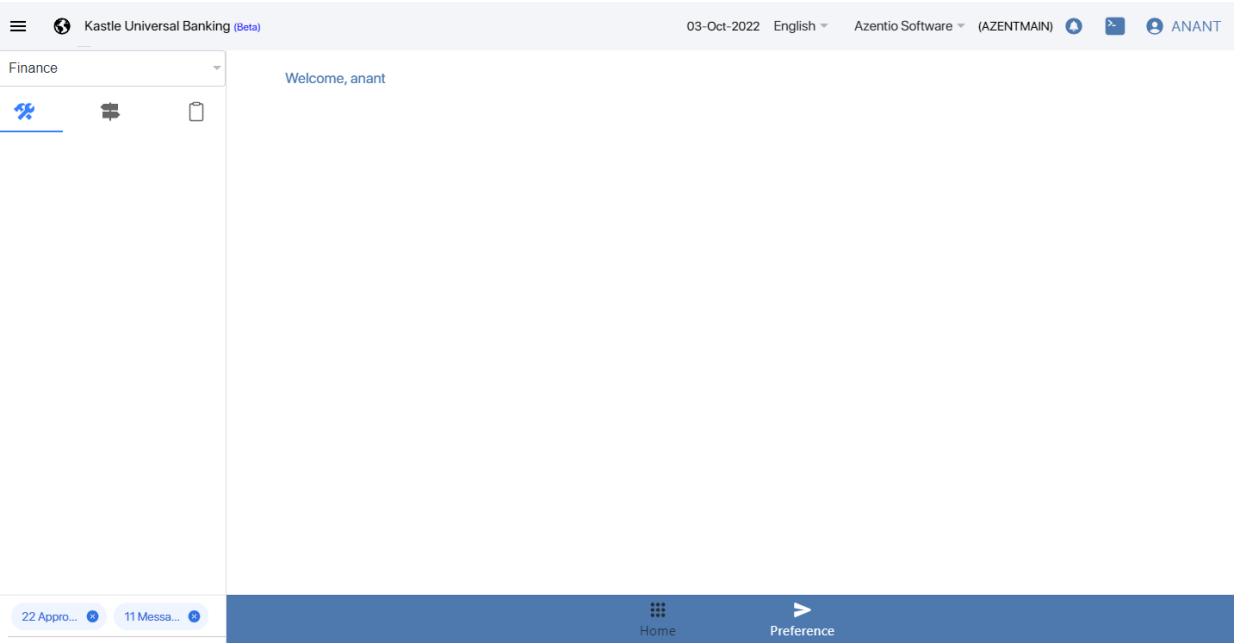 Kastle Universal Banking (Beta)
03-Oct-2022 English Azentio Software (AZENTMAIN) ANANT
Finance
Welcome, anant
22 Appro... 11 Messa...
Home
Preference